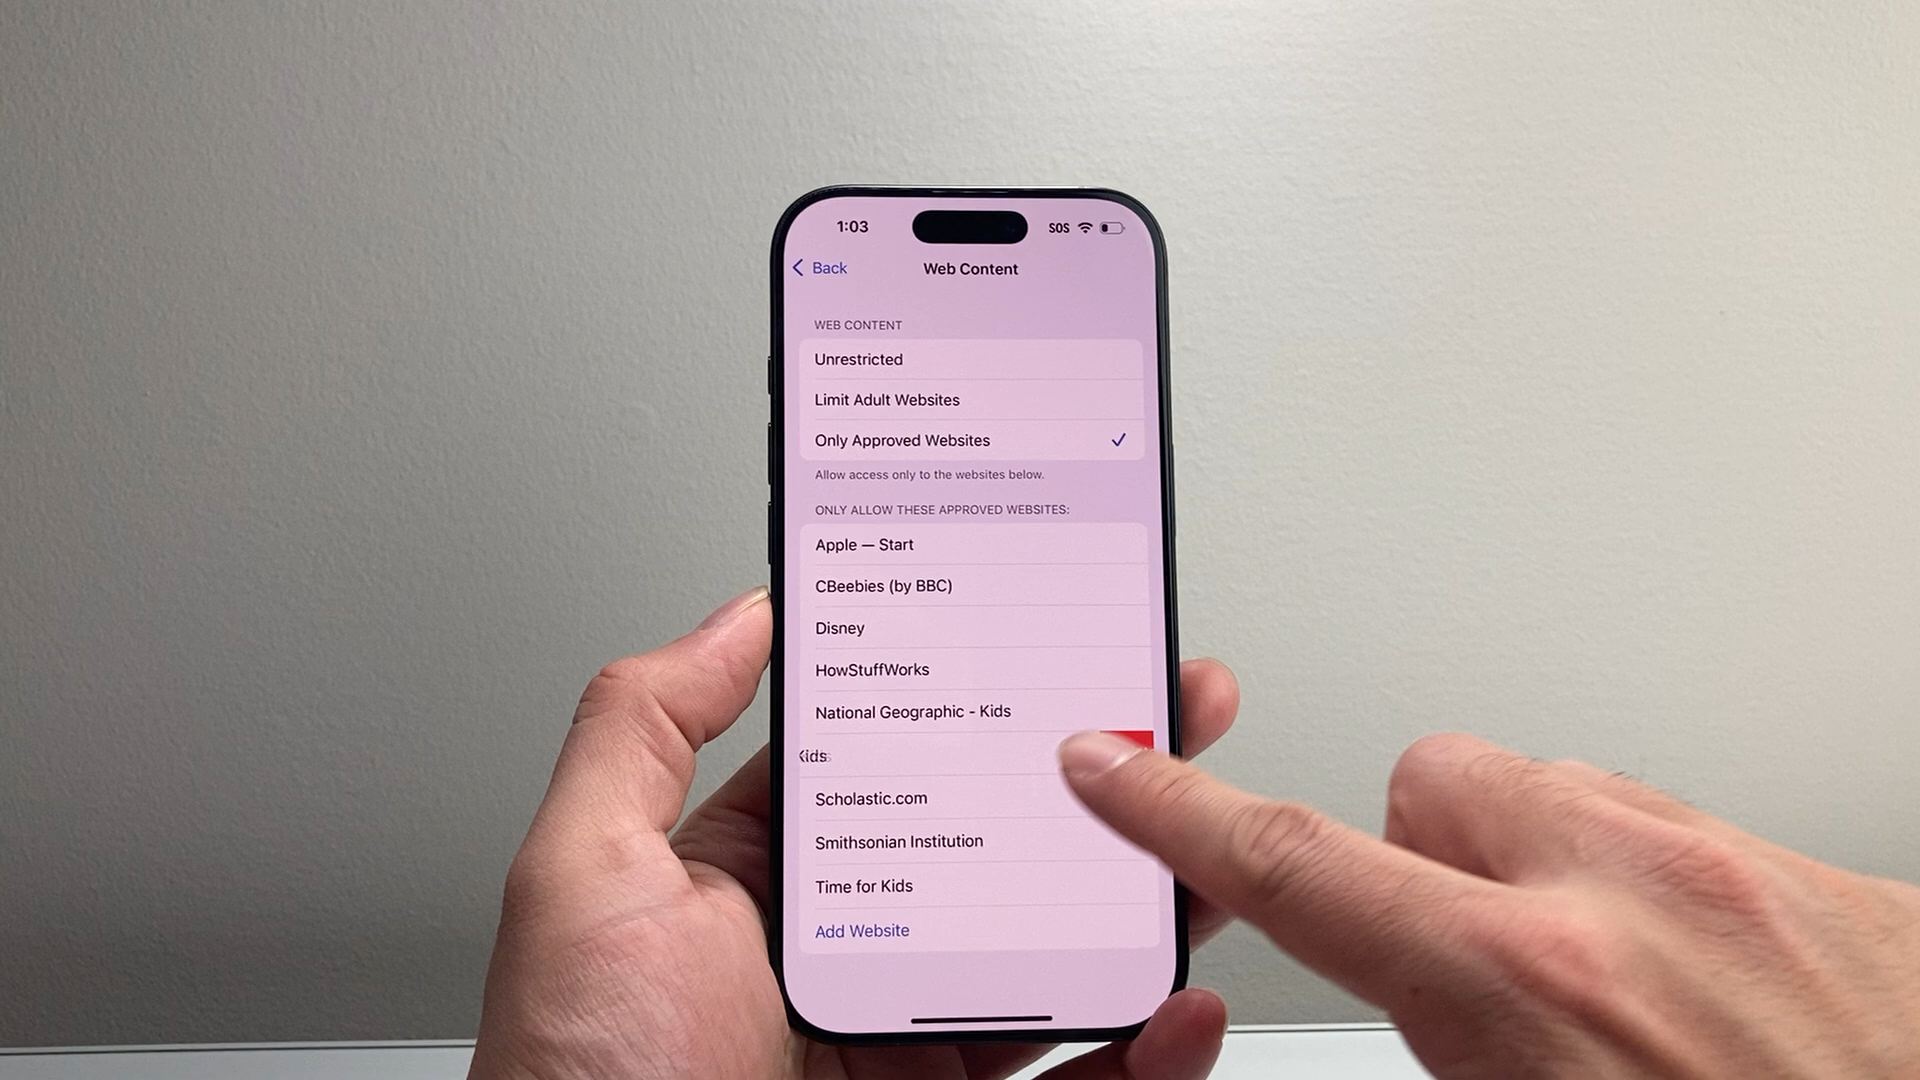 1:03
SOS
Back
Web Content
WEB CONTENT
Unrestricted
Limit Adult Websites
Only Approved Websites
Allow access only to the websites below.
ONLY ALLOW THESE APPROVED WEBSITES:
Apple — Start
CBeebies (by BBC)
Disney
HowStuffWorks
National Geographic - Kids
Kids
Scholastic.com
Smithsonian Institution
Time for Kids
Add Website